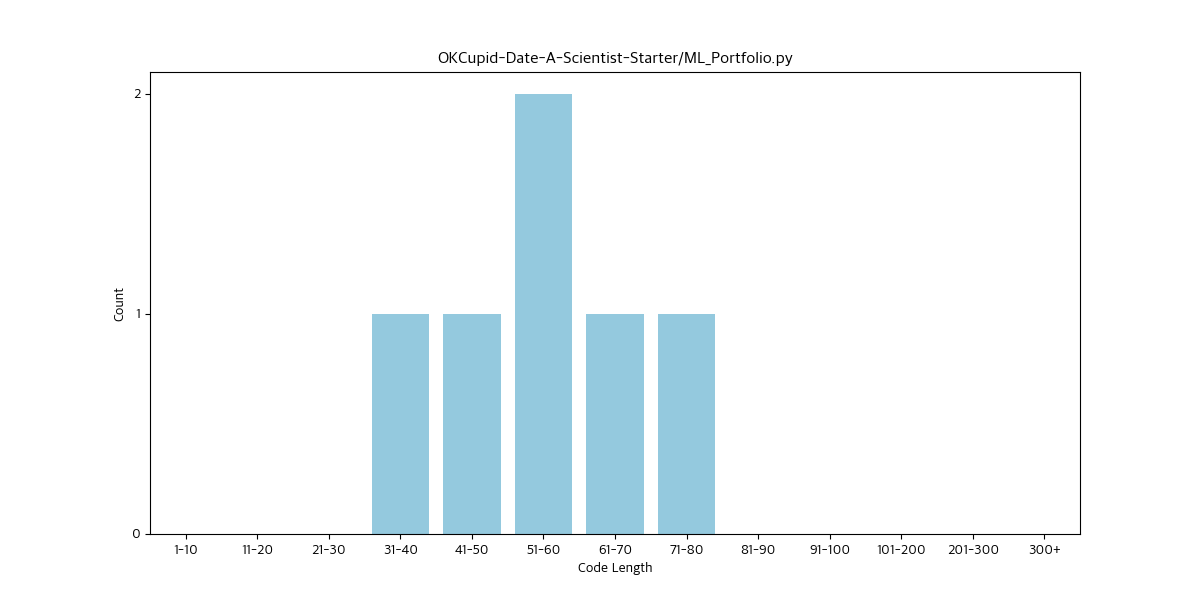 OKCupid-Date-A-Scientist-Starter/ML_Portfolio.py
2
1
0
Count
1-10 11-20 21-30 31-40 41-50 51-60 61-70 71-80 81-90 91-100 101-200 201-300 300+
Code Length